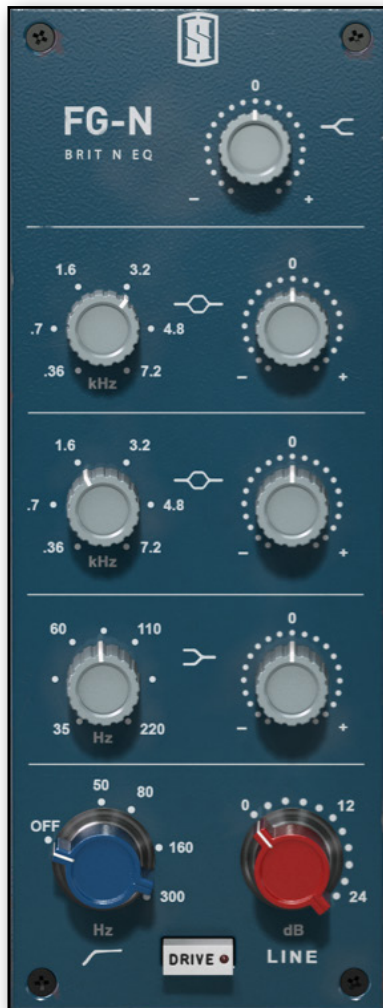 0
FG-N
BRIT N EQ
- +
0
1.6 3.2
.7 4.8
.36 kHz 7.2
- +
0
1.6 3.2
.7 4.8
.36 kHz 7.2
- +
0
60 110
35 Hz 220
- +
50 80
OFF 160
300
Hz
0 12
24
dB
DRIVE
LINE